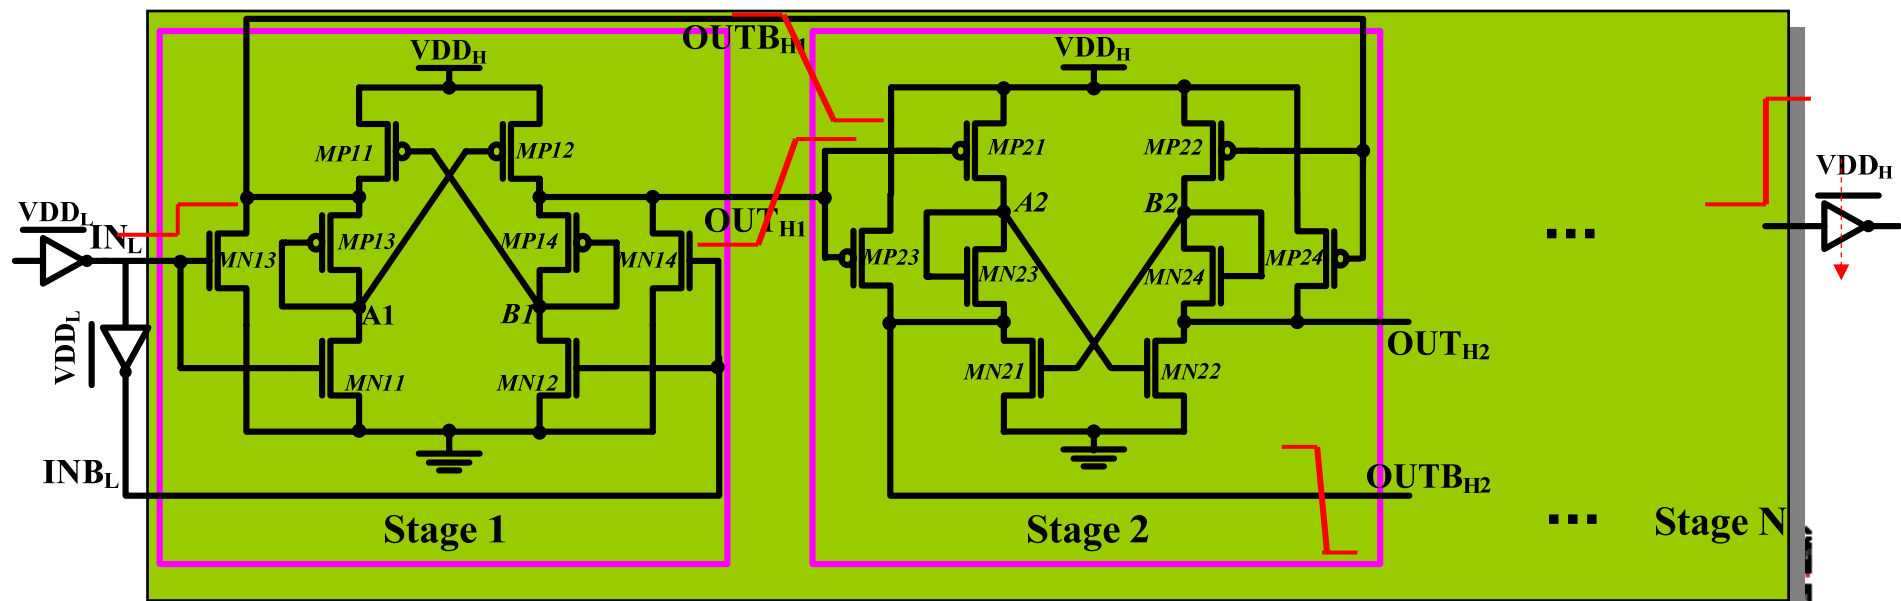 OUTBH1
VDDH
VDDH
MP11
MP12
MP21
MP22
VDDH
VDDL
INL
OUTH1
A2
B2
MN13
MP13
MP14
MN14
MP23
MN23
MN24
MP24
...
A1
B1
VDDL
MN11
MN12
MN21
MN22
OUTH2
INBL
OUTBH2
Stage 1
Stage 2
...
Stage N